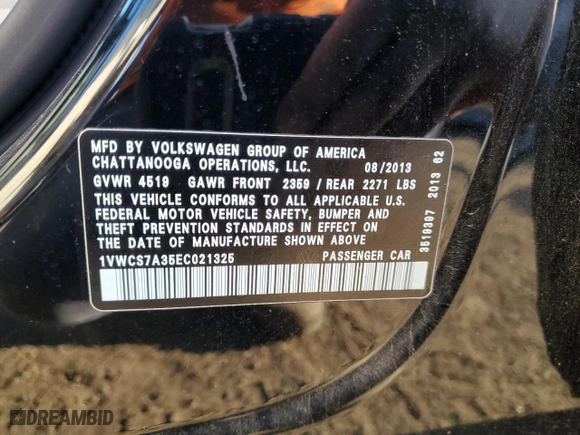 MFD BY VOLKSWAGEN GROUP OF AMERICA
CHATTANOOGA OPERATIONS, LLC. 08/2013
GVWR 4519 GAWR FRONT 2359 / REAR 2271 LBS
THIS VEHICLE CONFORMS TO ALL APPLICABLE U.S.
FEDERAL MOTOR VEHICLE SAFETY, BUMPER AND
THEFT PREVENTION STANDARDS IN EFFECT ON
THE DATE OF MANUFACTURE SHOWN ABOVE
1VWCS7A35EC021325 PASSENGER CAR
3519397 2013 62
DREAMBID